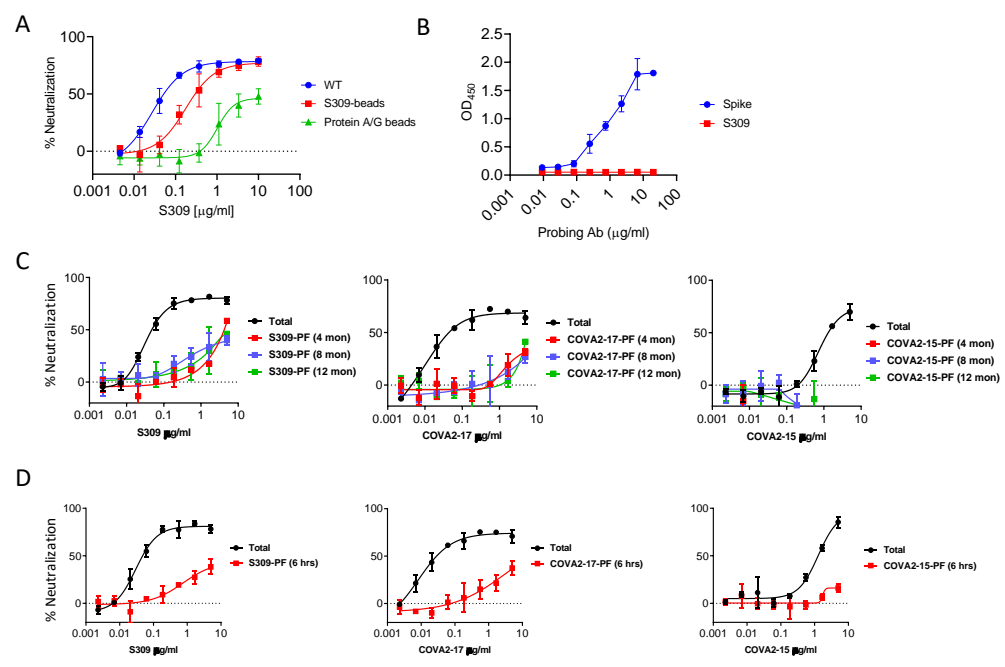 A
% Neutralization
100
50
0
0.001 0.01 0.1 1 10 100
S309 [μg/ml]
WT
S309-beads
Protein A/G beads
B
OD450
2.5
2.0
1.5
1.0
0.5
0.0
0.001 0.01 0.1 1 10 100
Probing Ab (μg/ml)
Spike
S309
C
% Neutralization
100
50
0
0.001 0.01 0.1 1 10
S309 μg/ml
Total
S309-PF (4 mon)
S309-PF (8 mon)
S309-PF (12 mon)
100
50
0
0.001 0.01 0.1 1 10
COVA2-17 μg/ml
Total
COVA2-17-PF (4 mon)
COVA2-17-PF (8 mon)
COVA2-17-PF (12 mon)
100
50
0
0.001 0.01 0.1 1 10
COVA2-15 μg/ml
Total
COVA2-15-PF (4 mon)
COVA2-15-PF (8 mon)
COVA2-15-PF (12 mon)
D
% Neutralization
100
50
0
0.001 0.01 0.1 1 10
S309 μg/ml
Total
S309-PF (6 hrs)
100
50
0
0.001 0.01 0.1 1 10
COVA2-17 μg/ml
Total
COVA2-17-PF (6 hrs)
100
50
0
0.001 0.01 0.1 1 10
COVA2-15 μg/ml
Total
COVA2-15-PF (6 hrs)